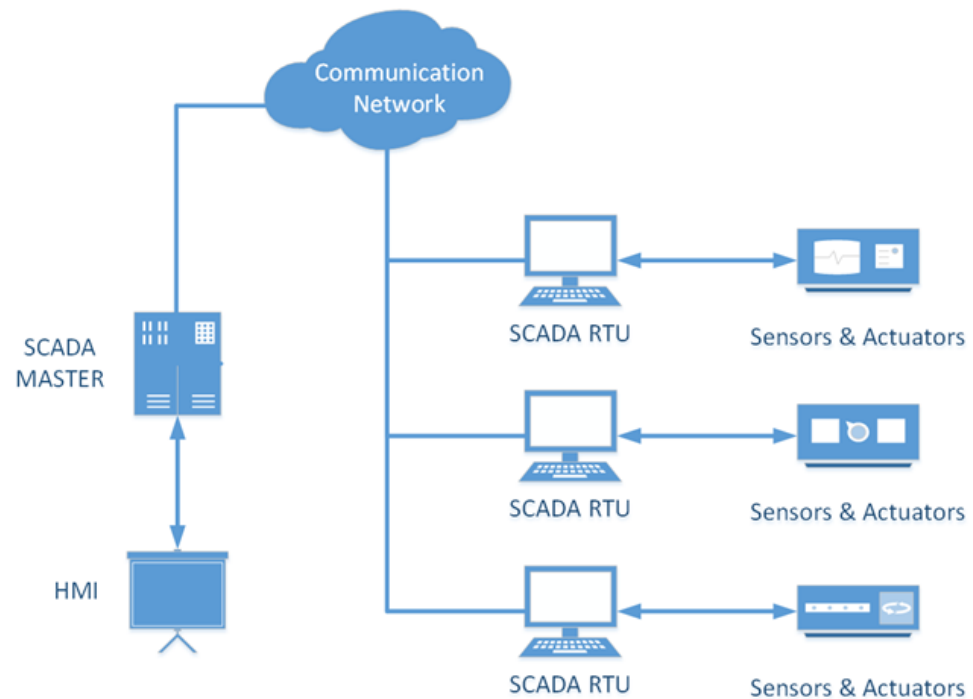 Communication
Network
SCADA
MASTER
HMI
SCADA RTU
Sensors & Actuators
SCADA RTU
Sensors & Actuators
SCADA RTU
Sensors & Actuators